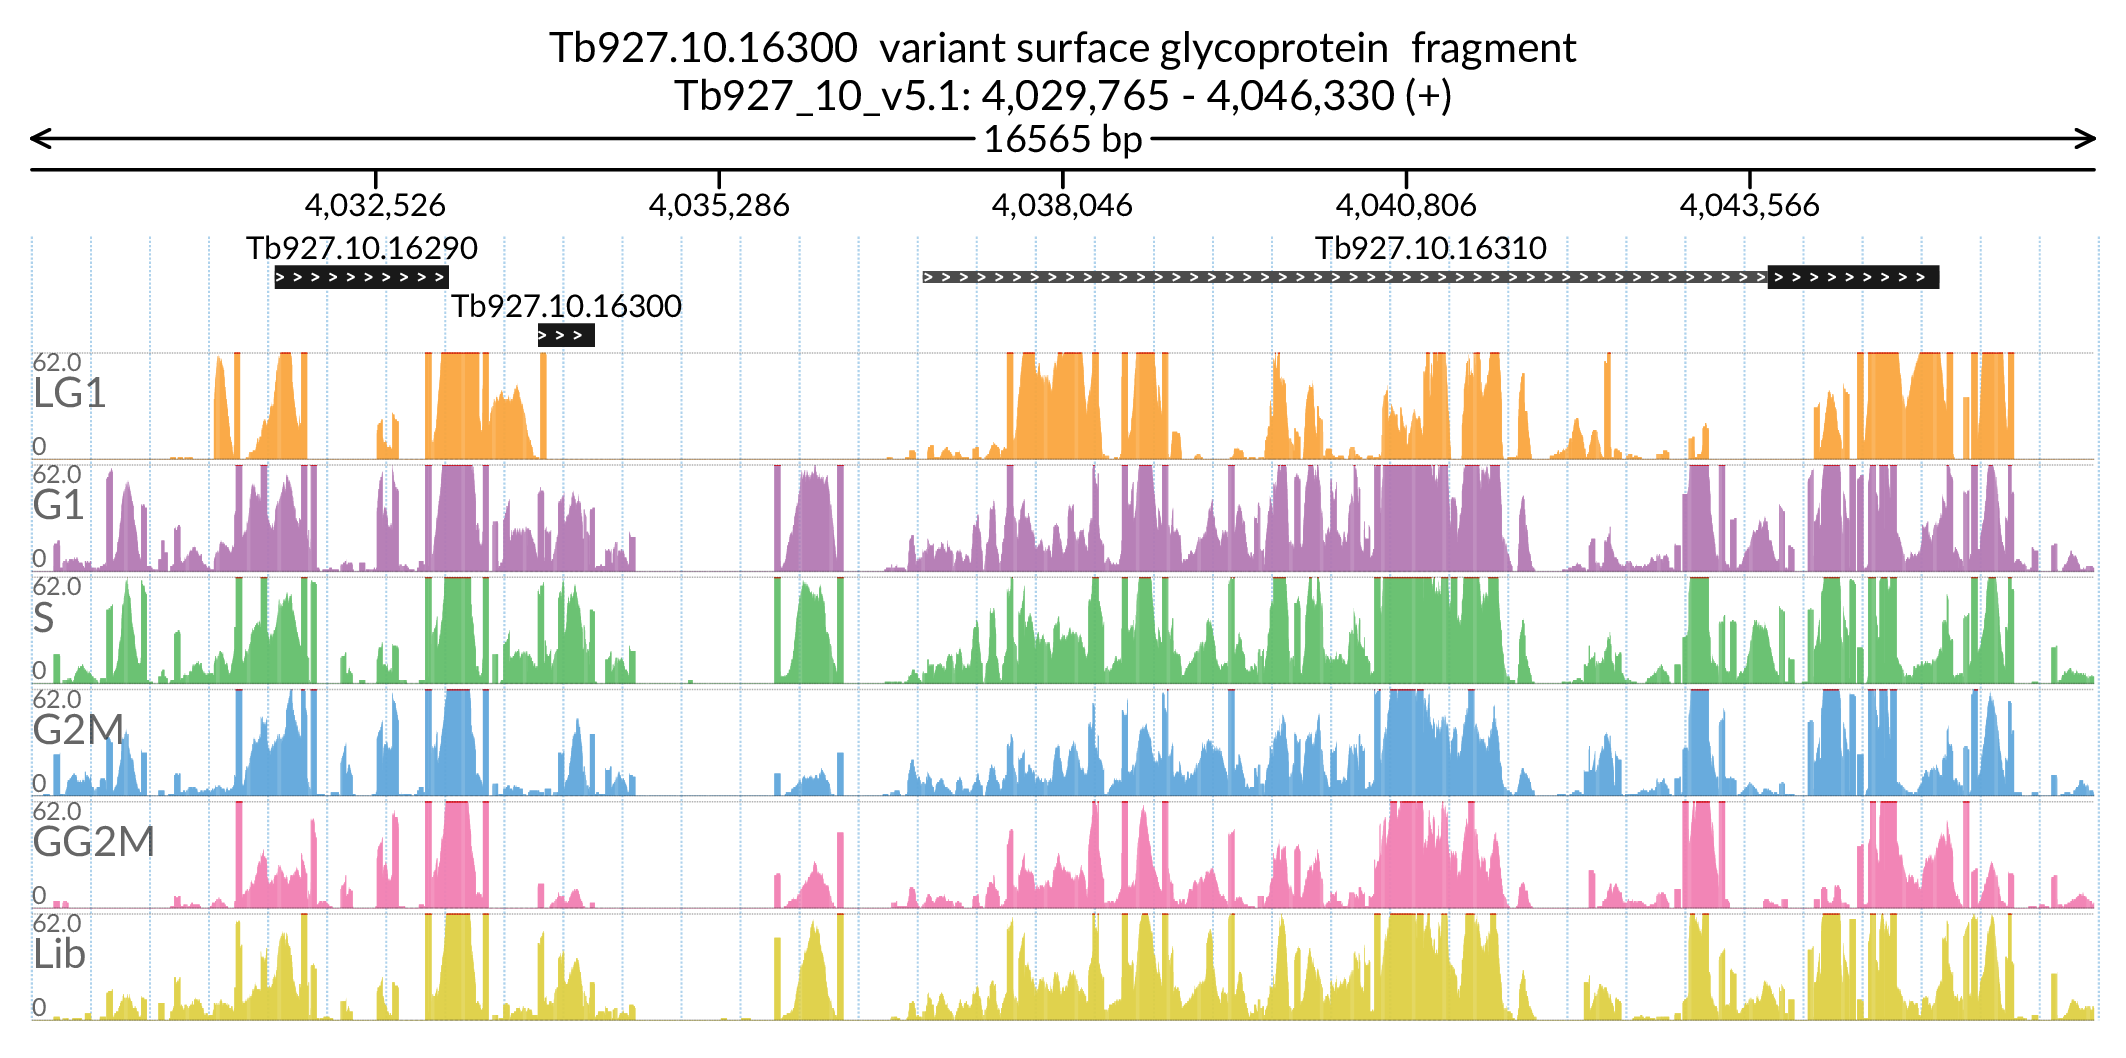 Tb927.10.16300 variant surface glycoprotein fragment
Tb927_10_v5.1: 4,029,765 - 4,046,330 (+)
16565 bp
4,032,526 4,035,286 4,038,046 4,040,806 4,043,566
Tb927.10.16290 Tb927.10.16310
Tb927.10.16300
62.0
LG1
0
62.0
G1
0
62.0
S
0
62.0
G2M
0
62.0
GG2M
0
62.0
Lib
0